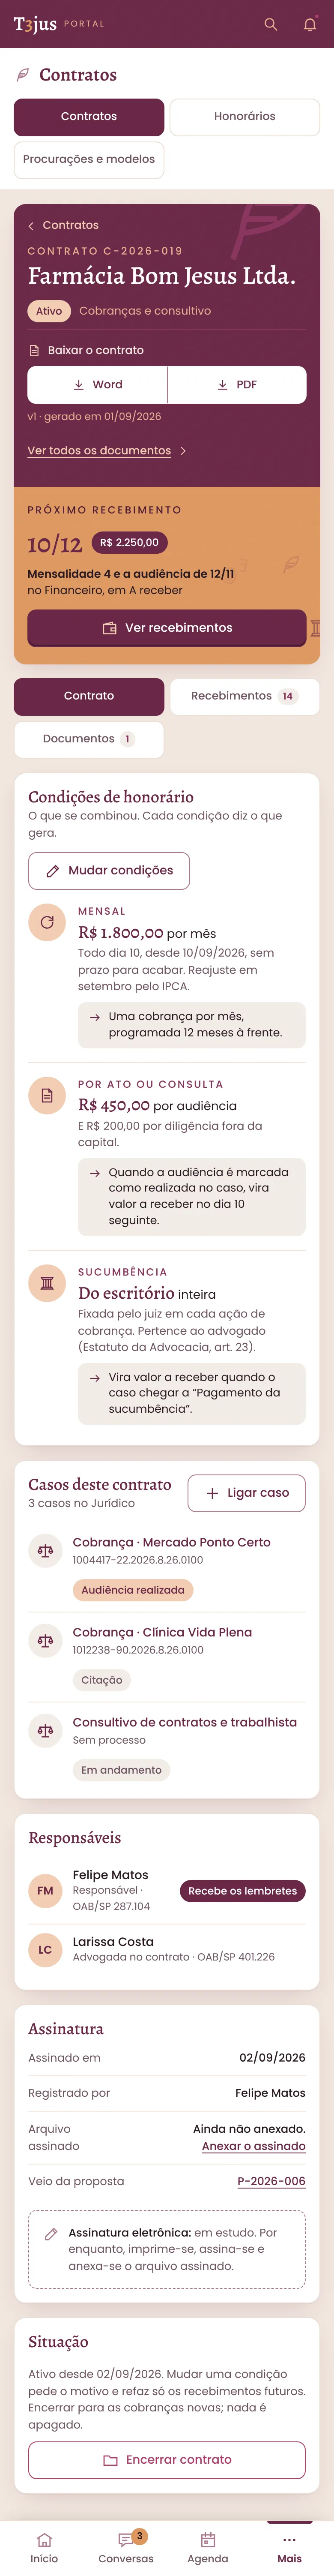 T3jus PORTAL
Contratos
Contratos
Honorários
Procurações e modelos
Contratos
CONTRATO C-2026-019
Farmácia Bom Jesus Ltda.
Ativo Cobranças e consultivo
Baixar o contrato
Word
PDF
v1 · gerado em 01/09/2026
Ver todos os documentos
PRÓXIMO RECEBIMENTO
10/12 R$ 2.250,00
Mensalidade 4 e a audiência de 12/11
no Financeiro, em A receber
Ver recebimentos
Contrato
Recebimentos 14
Documentos 1
Condições de honorário
O que se combinou. Cada condição diz o que
gera.
Mudar condições
MENSAL
R$ 1.800,00 por mês
Todo dia 10, desde 10/09/2026, sem
prazo para acabar. Reajuste em
setembro pelo IPCA.
→ Uma cobrança por mês,
programada 12 meses à frente.
POR ATO OU CONSULTA
R$ 450,00 por audiência
E R$ 200,00 por diligência fora da
capital.
→ Quando a audiência é marcada
como realizada no caso, vira
valor a receber no dia 10
seguinte.
SUCUMBÊNCIA
Do escritório inteira
Fixada pelo juiz em cada ação de
cobrança. Pertence ao advogado
(Estatuto da Advocacia, art. 23).
→ Vira valor a receber quando o
caso chegar a “Pagamento da
sucumbência”.
Casos deste contrato
3 casos no Jurídico
Ligar caso
Cobrança · Mercado Ponto Certo
1004417-22.2026.8.26.0100
Audiência realizada
Cobrança · Clínica Vida Plena
1012238-90.2026.8.26.0100
Citação
Consultivo de contratos e trabalhista
Sem processo
Em andamento
Responsáveis
FM
Felipe Matos
Responsável ·
OAB/SP 287.104
Recebe os lembretes
LC
Larissa Costa
Advogada no contrato · OAB/SP 401.226
Assinatura
Assinado em 02/09/2026
Registrado por Felipe Matos
Arquivo
assinado
Ainda não anexado.
Anexar o assinado
Veio da proposta P-2026-006
Assinatura eletrônica: em estudo. Por
enquanto, imprime-se, assina-se e
anexa-se o arquivo assinado.
Situação
Ativo desde 02/09/2026. Mudar uma condição
pede o motivo e refaz só os recebimentos futuros.
Encerrar para as cobranças novas; nada é
apagado.
Encerrar contrato
Início
Conversas 3
Agenda
Mais